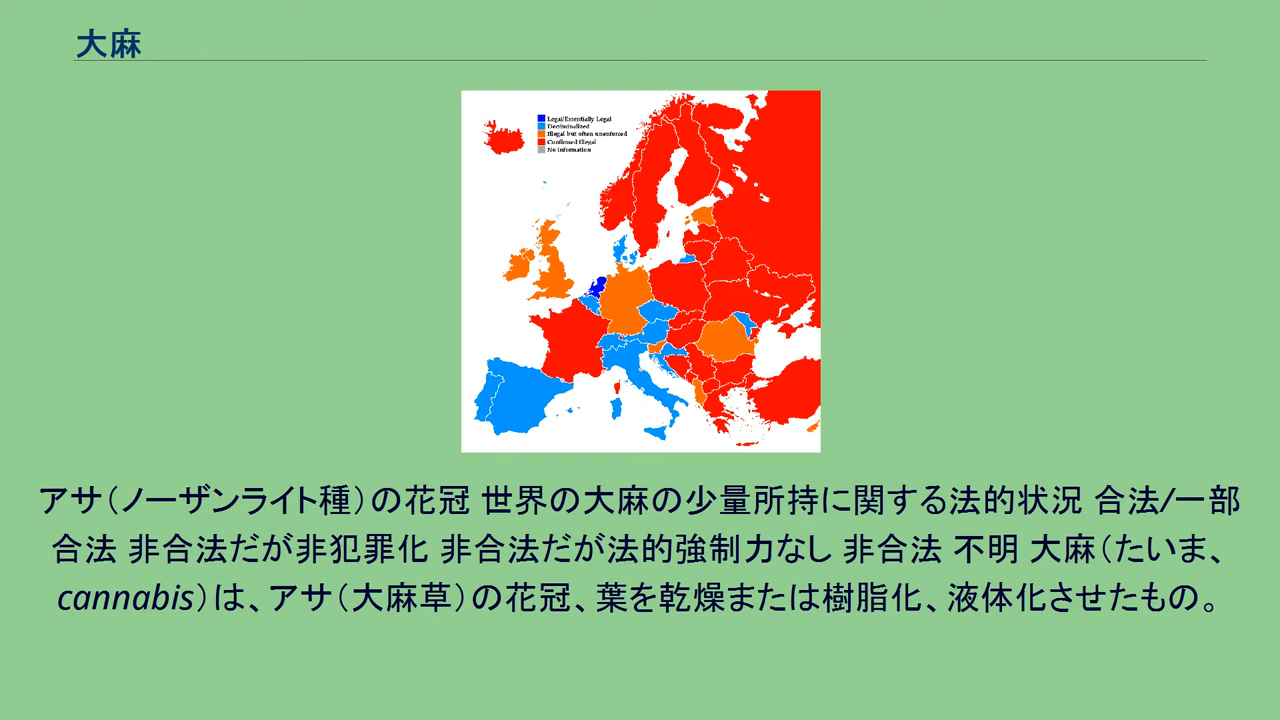 大麻
Legal/Essentially Legal
Decriminalized
Illegal but often unenforced
Confirmed Illegal
No information
アサ（ノーザンライト種）の花冠 世界の大麻の少量所持に関する法的状況 合法/一部
合法 非合法だが非犯罪化 非合法だが法的強制力なし 非合法 不明 大麻（たいま、
cannabis）は、アサ（大麻草）の花冠、葉を乾燥または樹脂化、液体化させたもの。